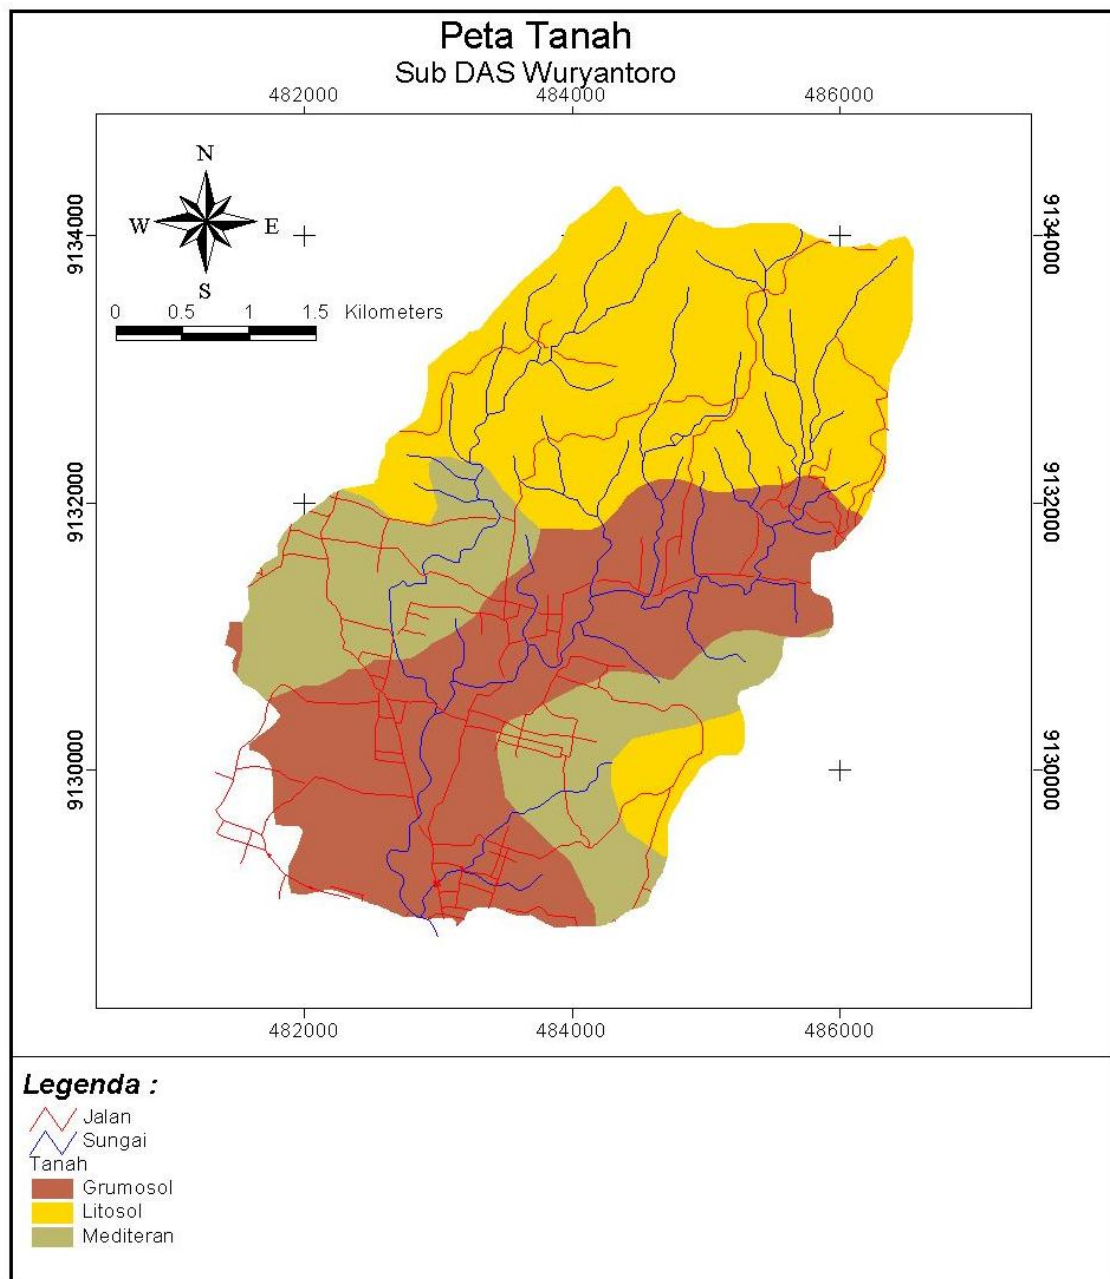 Peta Tanah
Sub DAS Wuryantoro
482000 484000 486000
N
W E
S
9134000 9134000
0 0.5 1 1.5 Kilometers
9132000 9132000
9130000 9130000
482000 484000 486000
Legenda :
Jalan
Sungai
Tanah
Grumosol
Litosol
Mediteran